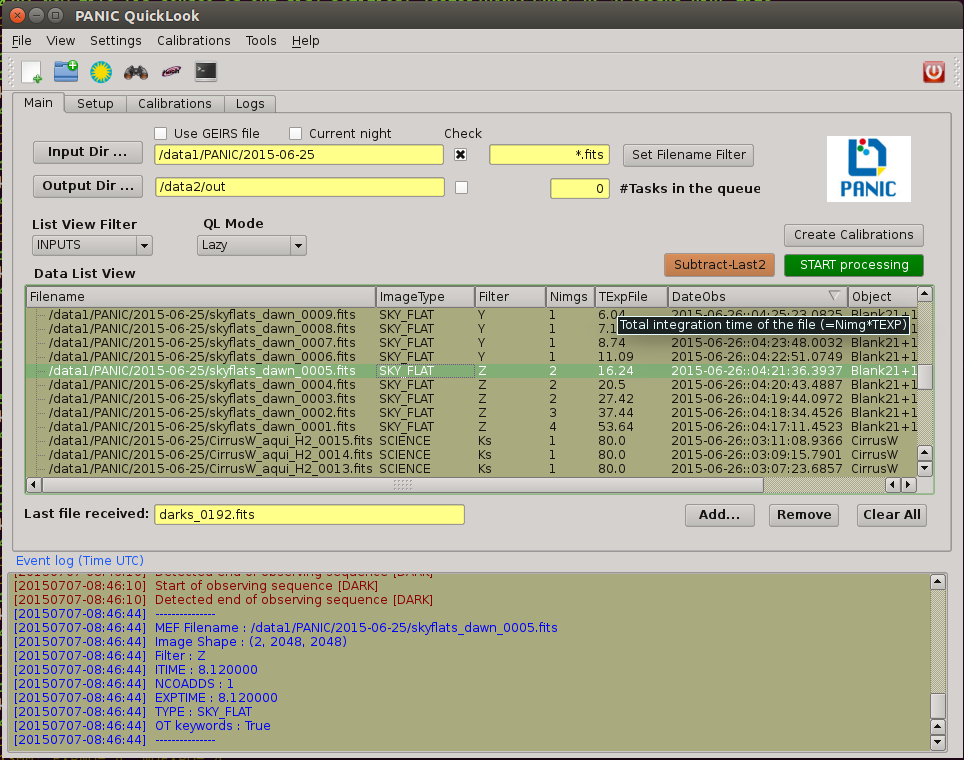 PANIC QuickLook
File View Settings Calibrations Tools Help
Main Setup Calibrations Logs
Use GEIRS file Current night Check
Input Dir ... /data1/PANIC/2015-06-25 *.fits Set Filename Filter
Output Dir ... /data2/out 0 #Tasks in the queue
PANIC
List View Filter QL Mode
INPUTS Lazy
Create Calibrations
Data List View Subtract-Last2 START processing
Filename ImageType Filter Nimgs TExpFile DateObs Object
/data1/PANIC/2015-06-25/skyflats_dawn_0009.fits SKY_FLAT Y 1 6.04 2015-06-26::04:25:23.0825 Blank21+1
/data1/PANIC/2015-06-25/skyflats_dawn_0008.fits SKY_FLAT Y 1 7.1 Blank21+1
Total integration time of the file (=Nimg*TEXP)
/data1/PANIC/2015-06-25/skyflats_dawn_0007.fits SKY_FLAT Y 1 8.74 2015-06-26::04:23:48.0032 Blank21+1
/data1/PANIC/2015-06-25/skyflats_dawn_0006.fits SKY_FLAT Y 1 11.09 2015-06-26::04:22:51.0749 Blank21+1
/data1/PANIC/2015-06-25/skyflats_dawn_0005.fits SKY_FLAT Z 2 16.24 2015-06-26::04:21:36.3937 Blank21+1
/data1/PANIC/2015-06-25/skyflats_dawn_0004.fits SKY_FLAT Z 2 20.5 2015-06-26::04:20:43.4887 Blank21+1
/data1/PANIC/2015-06-25/skyflats_dawn_0003.fits SKY_FLAT Z 2 27.42 2015-06-26::04:19:44.0972 Blank21+1
/data1/PANIC/2015-06-25/skyflats_dawn_0002.fits SKY_FLAT Z 3 37.44 2015-06-26::04:18:34.4526 Blank21+1
/data1/PANIC/2015-06-25/skyflats_dawn_0001.fits SKY_FLAT Z 4 53.64 2015-06-26::04:17:11.4523 Blank21+1
/data1/PANIC/2015-06-25/CirrusW_aqui_H2_0015.fits SCIENCE Ks 1 80.0 2015-06-26::03:11:08.9366 CirrusW
/data1/PANIC/2015-06-25/CirrusW_aqui_H2_0014.fits SCIENCE Ks 1 80.0 2015-06-26::03:09:15.7901 CirrusW
/data1/PANIC/2015-06-25/CirrusW_aqui_H2_0013.fits SCIENCE Ks 1 80.0 2015-06-26::03:07:23.6857 CirrusW
Last file received: darks_0192.fits Add... Remove Clear All
Event log (Time UTC)
[20150707-08:46:10] Detected end of observing sequence [DARK]
[20150707-08:46:10] Start of observing sequence [DARK]
[20150707-08:46:10] Detected end of observing sequence [DARK]
[20150707-08:46:44] ---------------
[20150707-08:46:44] MEF Filename : /data1/PANIC/2015-06-25/skyflats_dawn_0005.fits
[20150707-08:46:44] Image Shape : (2, 2048, 2048)
[20150707-08:46:44] Filter : Z
[20150707-08:46:44] ITIME : 8.120000
[20150707-08:46:44] NCOADDS : 1
[20150707-08:46:44] EXPTIME : 8.120000
[20150707-08:46:44] TYPE : SKY_FLAT
[20150707-08:46:44] OT keywords : True
[20150707-08:46:44] ---------------